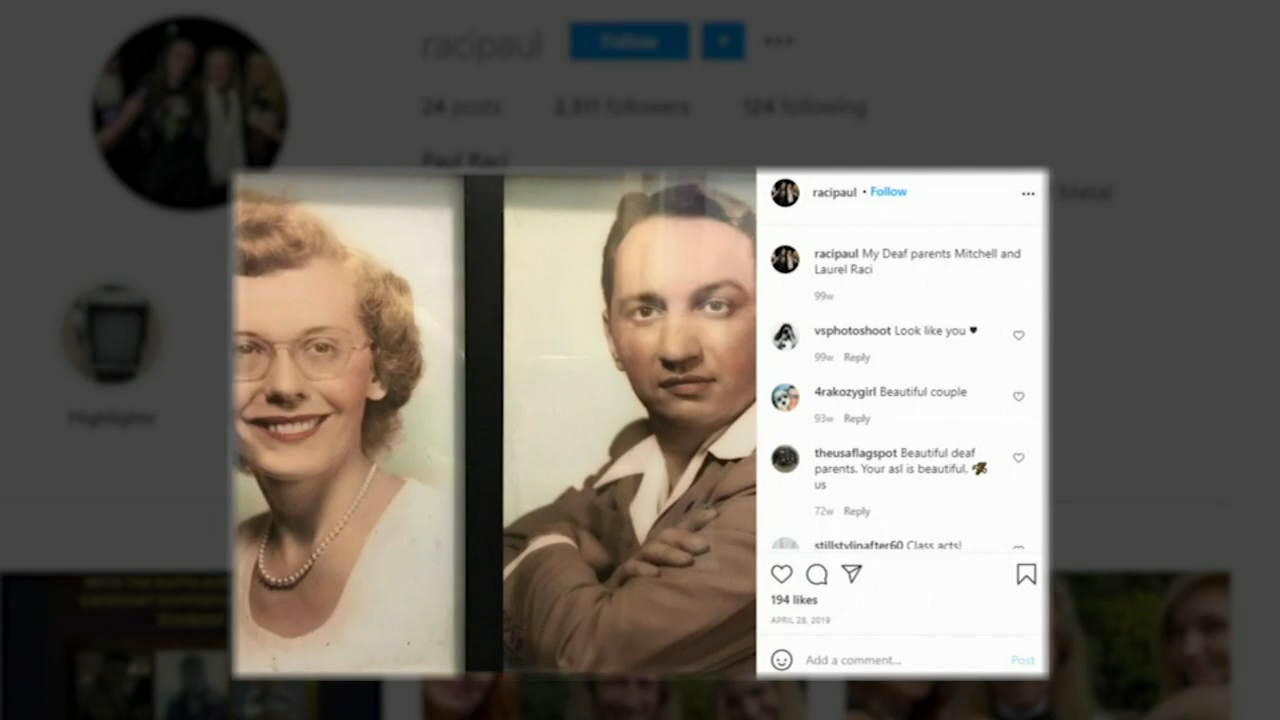 racipaul
Follow
24 posts
2,511 followers
124 following
Paul Raci
Metal
Highlights
racipaul • Follow
racipaul My Deaf parents Mitchell and
Laurel Raci
99w
vsphotoshoot Look like you ♥
99w Reply
4rakozygirl Beautiful couple
93w Reply
theusaflagspot Beautiful deaf
parents. Your asl is beautiful.
us
72w Reply
stillstylinafter60 Class acts!
194 likes
APRIL 28, 2019
Add a comment...
Post